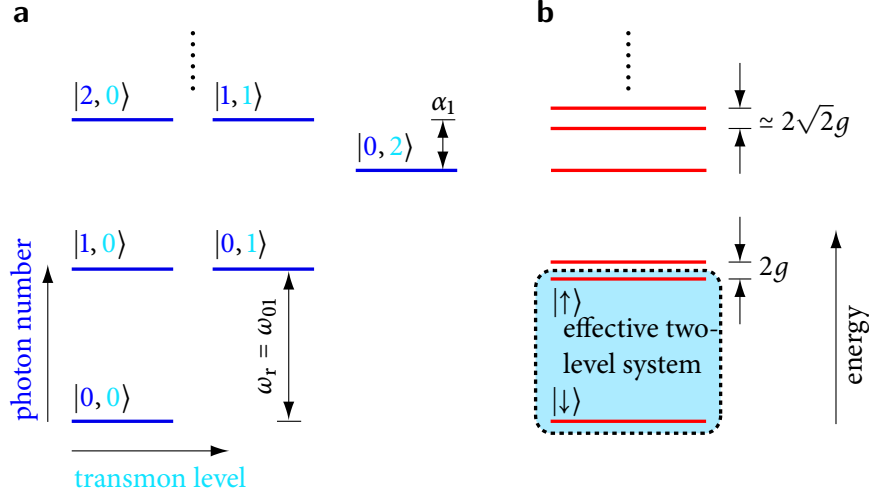 a
|2, 0⟩
|1, 1⟩
α₁
|0, 2⟩
|1, 0⟩
|0, 1⟩
photon number
ωᵣ = ω₀₁
|0, 0⟩
transmon level
b
≃ 2√2g
2g
|↑⟩
effective two-
level system
|↓⟩
energy